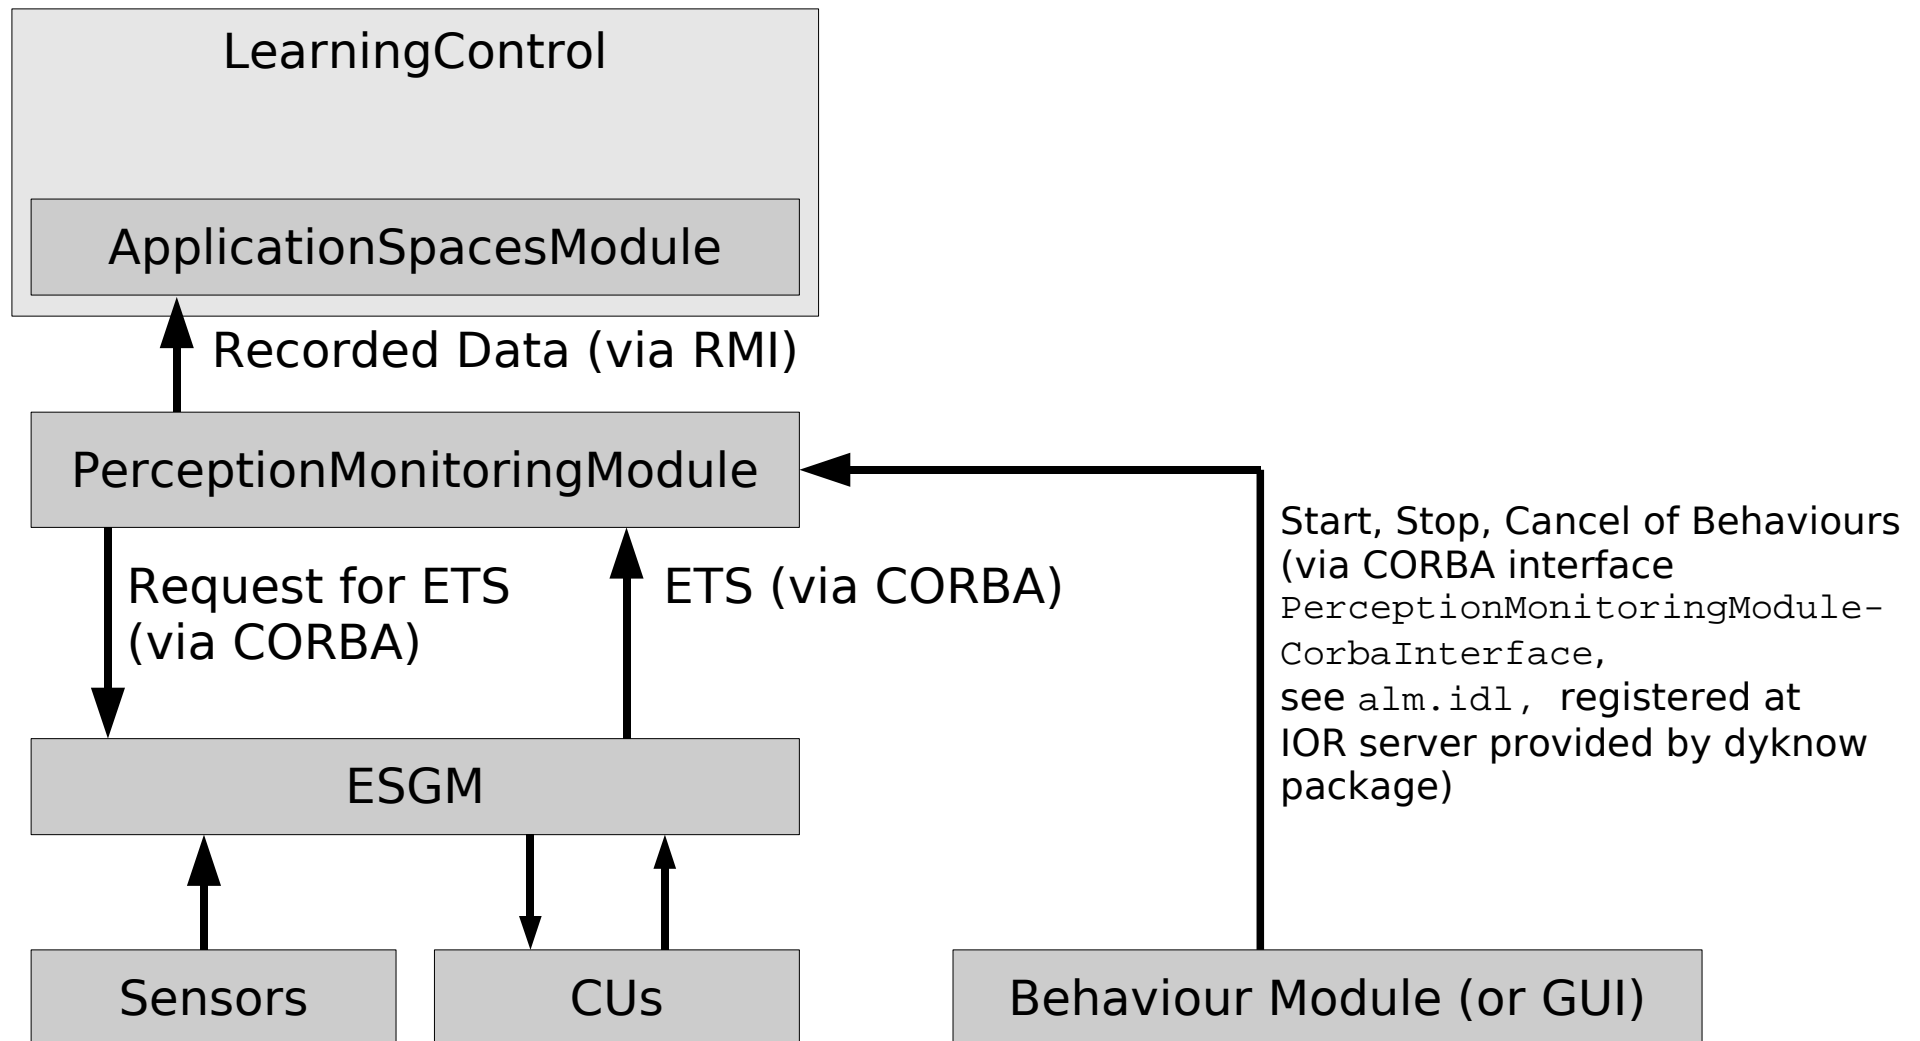 LearningControl
ApplicationSpacesModule
Recorded Data (via RMI)
PerceptionMonitoringModule
Request for ETS
(via CORBA)
ETS (via CORBA)
Start, Stop, Cancel of Behaviours
(via CORBA interface
PerceptionMonitoringModule-
CorbaInterface,
see alm.idl, registered at
IOR server provided by dyknow
package)
ESGM
Sensors
CUs
Behaviour Module (or GUI)